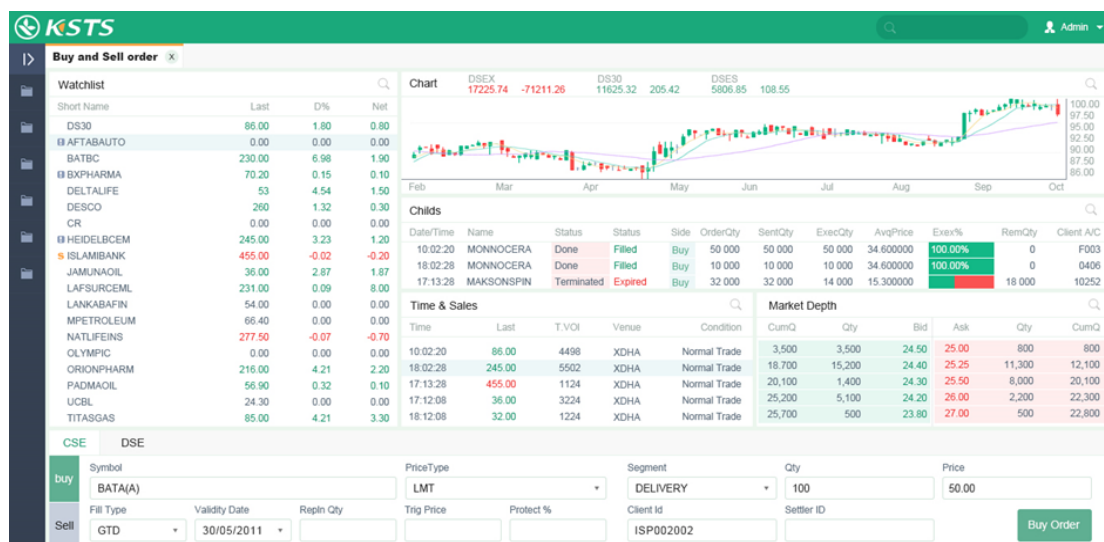 KSTS
Admin
Buy and Sell order x
Watchlist
Short Name Last D% Net
DS30 86.00 1.80 0.80
AFTABAUTO 0.00 0.00 0.00
BATBC 230.00 6.98 1.90
BXPHARMA 70.20 0.15 0.10
DELTALIFE 53 4.54 1.50
DESCO 260 1.32 0.30
CR 0.00 0.00 0.00
HEIDELBCEM 245.00 3.23 1.20
S ISLAMIBANK 455.00 -0.02 -0.20
JAMUNAOIL 36.00 2.87 1.87
LAFSURCEML 231.00 0.09 8.00
LANKABAFIN 54.00 0.00 0.00
MPETROLEUM 66.40 0.00 0.00
NATLIFEINS 277.50 -0.07 -0.70
OLYMPIC 0.00 0.00 0.00
ORIONPHARM 216.00 4.21 2.20
PADMAOIL 56.90 0.32 0.10
UCBL 24.30 0.00 0.00
TITASGAS 85.00 4.21 3.30
Chart
DSEX DS30 DSES
17225.74 -71211.26 11625.32 205.42 5806.85 108.55
100.00
95.00
92.50
90.00
87.50
86.00
Feb Mar Apr May Jun Jul Aug Sep Oct
Childs
Date/Time Name Status Status Side OrderQty SentQty ExecQty AvqPrice Exex% RemQty Client A/C
10:02:20 MONNOCERA Done Filled Buy 50 000 50 000 50 000 34.600000 100.00% 0 F003
18:02:28 MONNOCERA Done Filled Buy 10 000 10 000 10 000 34.600000 100.00% 0 0406
17:13:28 MAKSONSPIN Terminated Expired Buy 32 000 32 000 14 000 15.300000 18 000 10252
Time & Sales
Time Last T.VOl Venue Condition
10:02:20 86.00 4498 XDHA Normal Trade
18:02:28 245.00 5502 XDHA Normal Trade
17:13:28 455.00 1124 XDHA Normal Trade
17:12:08 36.00 3224 XDHA Normal Trade
18:12:08 32.00 1224 XDHA Normal Trade
Market Depth
CumQ Qty Bid Ask Qty CumQ
3,500 3,500 24.50 25.00 800 800
18.700 15,200 24.40 25.25 11,300 12,100
20,100 1,400 24.30 25.50 8,000 20,100
25,200 5,100 24.20 26.00 2,200 22,300
25,700 500 23.80 27.00 500 22,800
CSE DSE
buy
Sell
Symbol PriceType Segment Qty Price
BATA(A) LMT DELIVERY 100 50.00
Fill Type Validity Date Repln Qty Trig Price Protect % Client Id Settler ID
GTD 30/05/2011 ISP002002
Buy Order